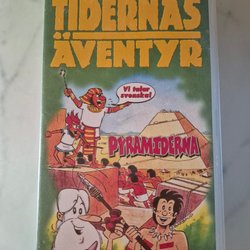 TIDERNAS
ÄVENTYR
Vi talar
svenska!
PYRAMIDERNA